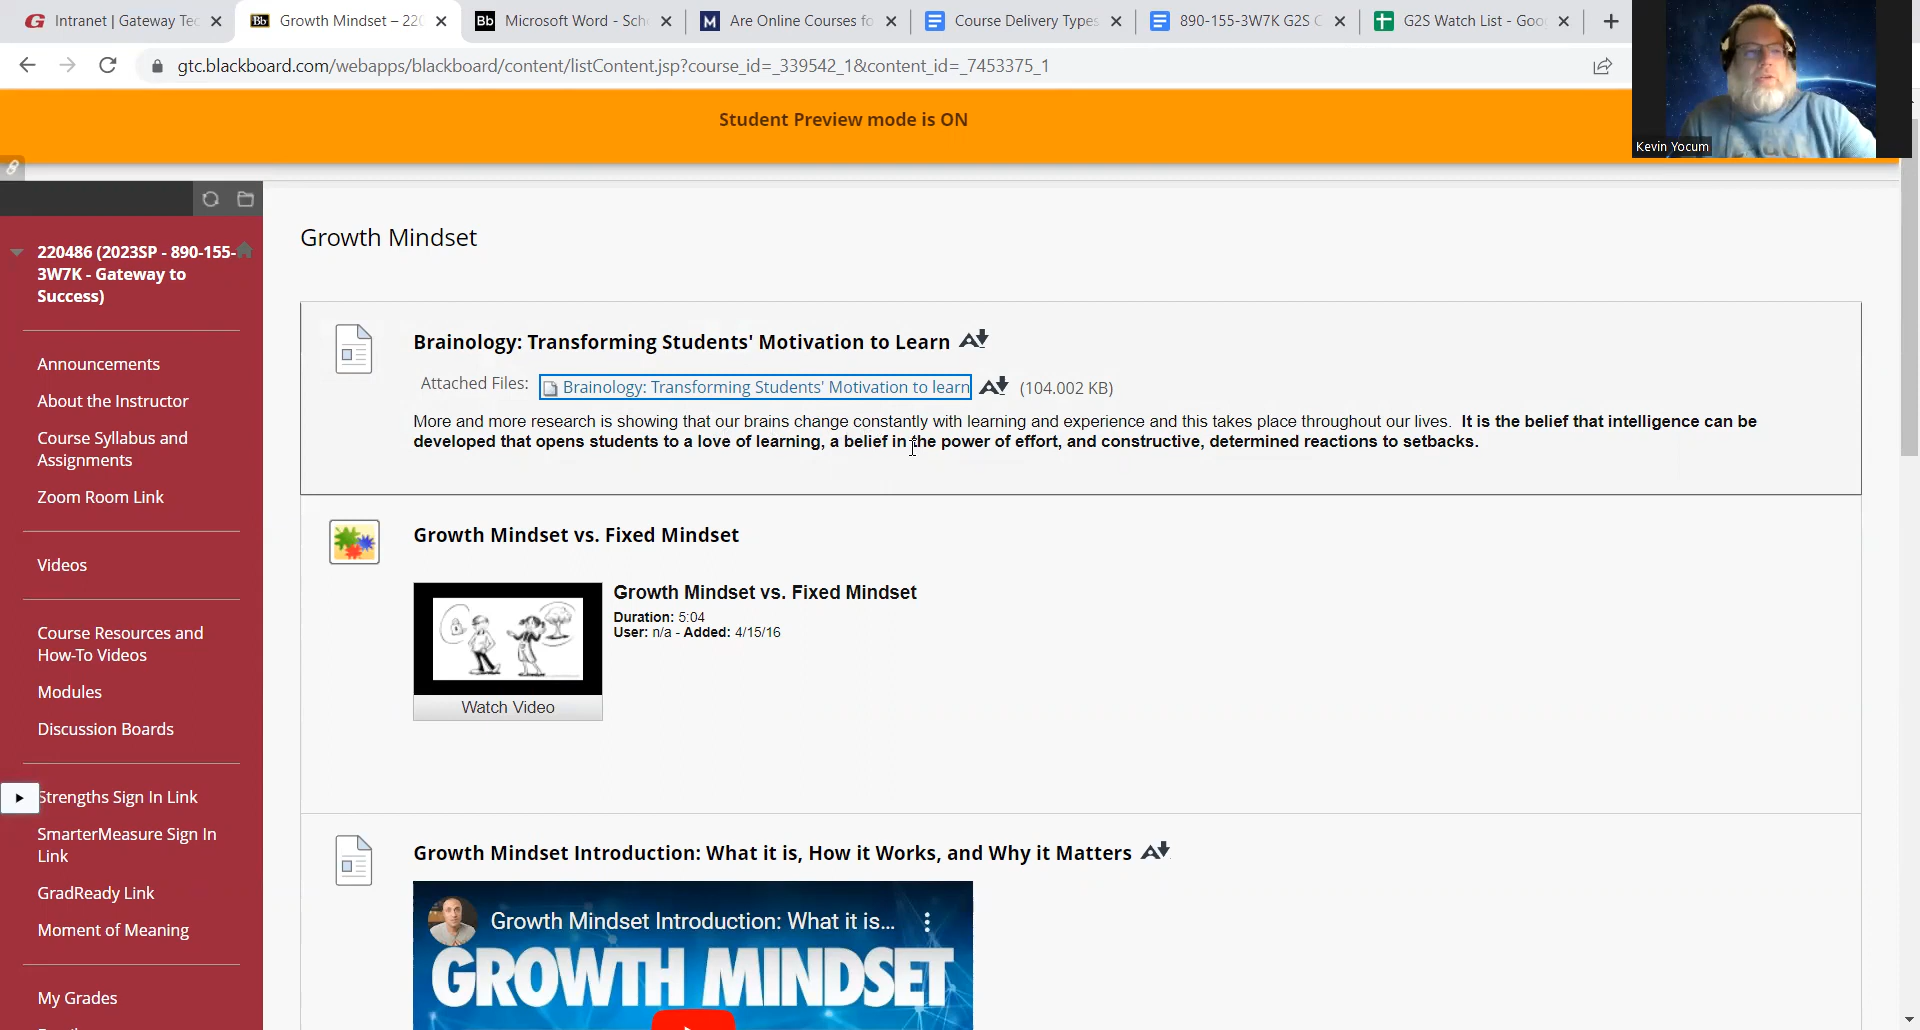 Intranet | Gateway Tec
Growth Mindset – 220
Microsoft Word - Scho
Are Online Courses fo
Course Delivery Types
890-155-3W7K G2S C
G2S Watch List - Goo
gtc.blackboard.com/webapps/blackboard/content/listContent.jsp?course_id=_339542_1&content_id=_7453375_1
Student Preview mode is ON
Kevin Yocum
220486 (2023SP - 890-155-
3W7K - Gateway to
Success)
Announcements
About the Instructor
Course Syllabus and
Assignments
Zoom Room Link
Videos
Course Resources and
How-To Videos
Modules
Discussion Boards
Strengths Sign In Link
SmarterMeasure Sign In
Link
GradReady Link
Moment of Meaning
My Grades
Growth Mindset
Brainology: Transforming Students' Motivation to Learn
Attached Files: Brainology: Transforming Students' Motivation to learn (104.002 KB)
More and more research is showing that our brains change constantly with learning and experience and this takes place throughout our lives. It is the belief that intelligence can be
developed that opens students to a love of learning, a belief in the power of effort, and constructive, determined reactions to setbacks.
Growth Mindset vs. Fixed Mindset
Growth Mindset vs. Fixed Mindset
Duration: 5:04
User: n/a - Added: 4/15/16
Watch Video
Growth Mindset Introduction: What it is, How it Works, and Why it Matters
Growth Mindset Introduction: What it is...
GROWTH MINDSET